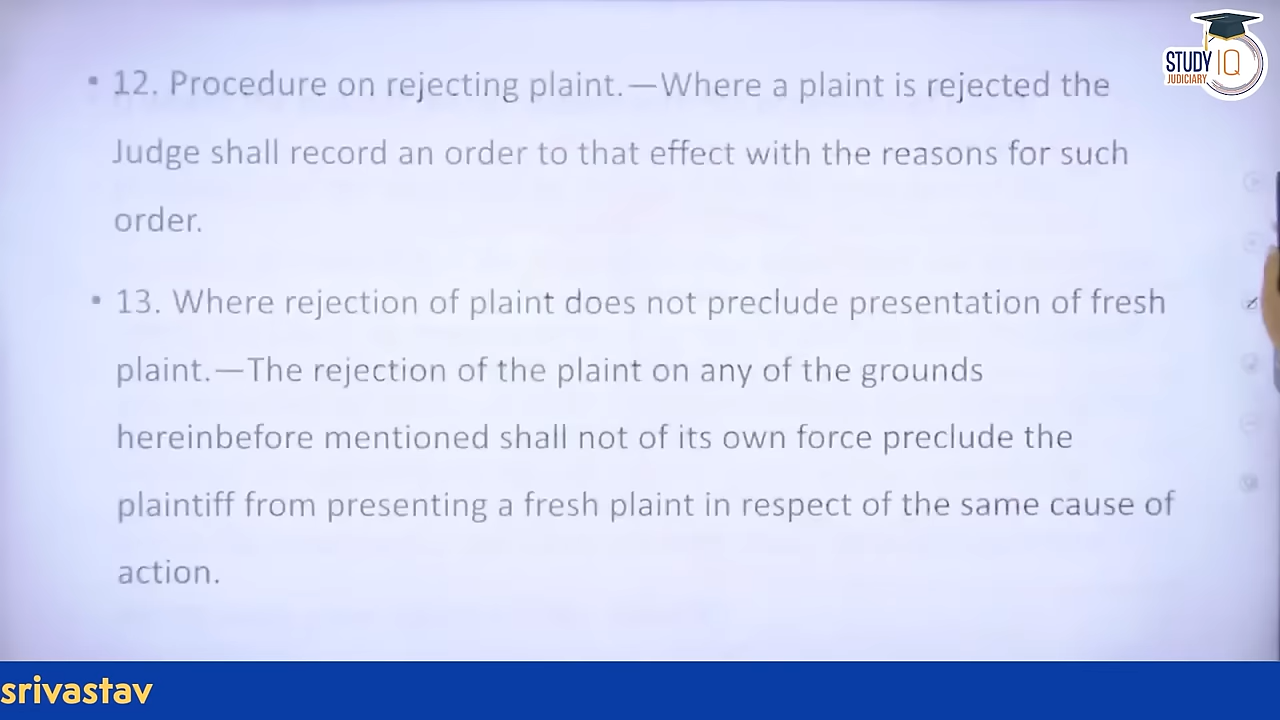 STUDY IQ
JUDICIARY
• 12. Procedure on rejecting plaint.—Where a plaint is rejected the
Judge shall record an order to that effect with the reasons for such
order.
• 13. Where rejection of plaint does not preclude presentation of fresh
plaint.—The rejection of the plaint on any of the grounds
hereinbefore mentioned shall not of its own force preclude the
plaintiff from presenting a fresh plaint in respect of the same cause of
action.
srivastav